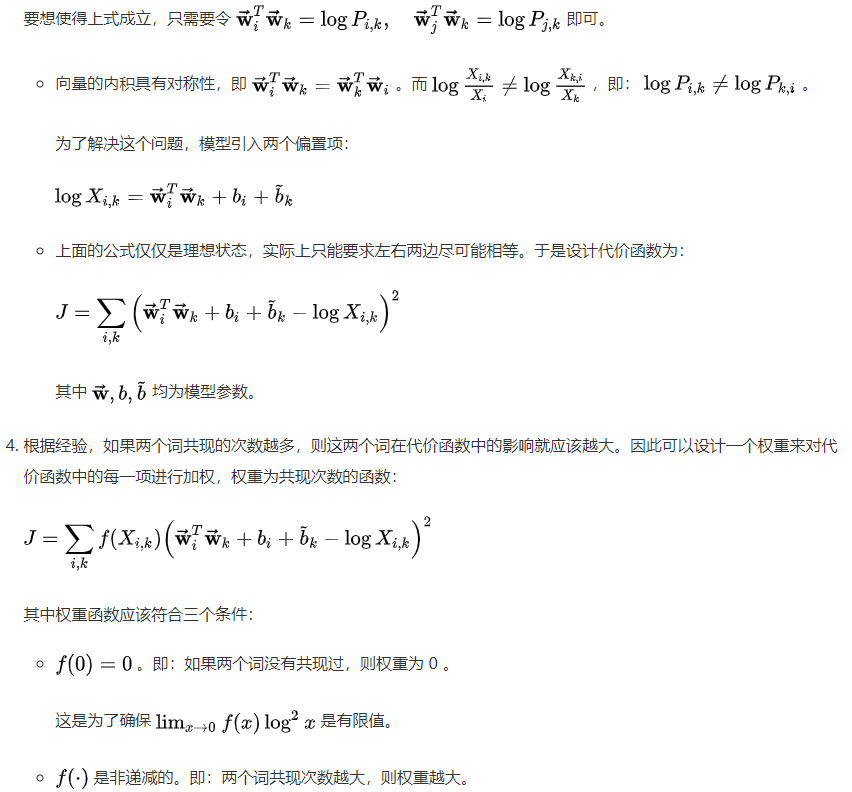 要想使得上式成立，只需要令 $\vec{\mathbf{w}}_i^T\vec{\mathbf{w}}_k = \log P_{i,k},\quad \vec{\mathbf{w}}_j^T\vec{\mathbf{w}}_k = \log P_{j,k}$ 即可。
○ 向量的内积具有对称性，即 $\vec{\mathbf{w}}_i^T\vec{\mathbf{w}}_k = \vec{\mathbf{w}}_k^T\vec{\mathbf{w}}_i$ 。而 $\log \frac{X_{i,k}}{X_i} \neq \log \frac{X_{k,i}}{X_k}$ ，即：$\log P_{i,k} \neq \log P_{k,i}$ 。
为了解决这个问题，模型引入两个偏置项：
$\log X_{i,k} = \vec{\mathbf{w}}_i^T\vec{\mathbf{w}}_k + b_i + \tilde{b}_k$
○ 上面的公式仅仅是理想状态，实际上只能要求左右两边尽可能相等。于是设计代价函数为：
$J = \sum_{i,k} \left(\vec{\mathbf{w}}_i^T\vec{\mathbf{w}}_k + b_i + \tilde{b}_k - \log X_{i,k}\right)^2$
其中 $\vec{\mathbf{w}}, b, \tilde{b}$ 均为模型参数。
4. 根据经验，如果两个词共现的次数越多，则这两个词在代价函数中的影响就应该越大。因此可以设计一个权重来对代
价函数中的每一项进行加权，权重为共现次数的函数：
$J = \sum_{i,k} f(X_{i,k}) \left(\vec{\mathbf{w}}_i^T\vec{\mathbf{w}}_k + b_i + \tilde{b}_k - \log X_{i,k}\right)^2$
其中权重函数应该符合三个条件：
○ $f(0) = 0$ 。即：如果两个词没有共现过，则权重为 0 。
这是为了确保 $\lim_{x \to 0} f(x) \log^2 x$ 是有限值。
○ $f(\cdot)$ 是非递减的。即：两个词共现次数越大，则权重越大。